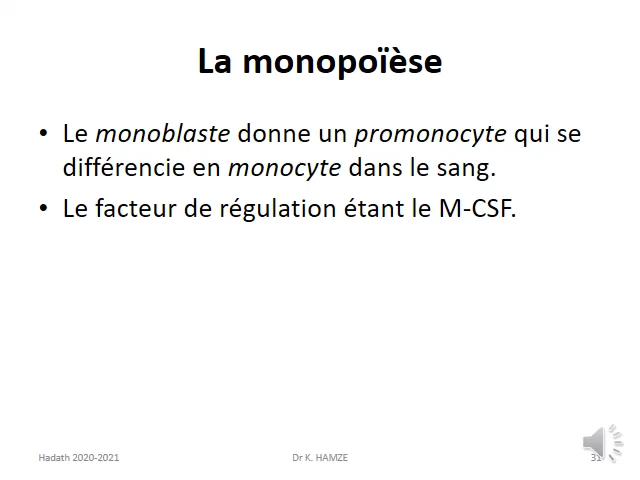 La monopoïèse
• Le monoblaste donne un promonocyte qui se
différencie en monocyte dans le sang.
• Le facteur de régulation étant le M-CSF.
Hadath 2020-2021
Dr K. HAMZE
31